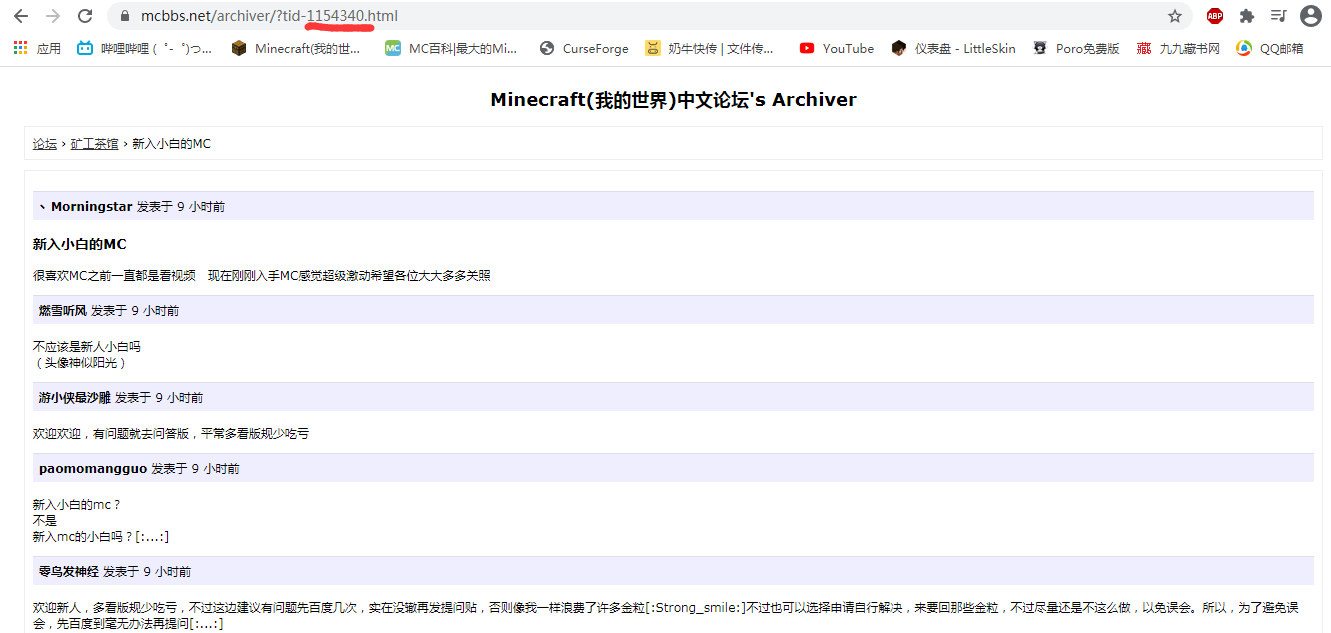 mcbbs.net/archiver/?tid-1154340.html
ABP
应用 哔哩哔哩 ( ゜- ゜)つ... Minecraft(我的世... MC MC百科|最大的Mi... CurseForge 奶牛快传 | 文件传... YouTube 仪表盘 - LittleSkin Poro免费版 藏 九九藏书网 QQ邮箱
Minecraft(我的世界)中文论坛's Archiver
论坛 › 矿工茶馆 › 新入小白的MC
丶Morningstar 发表于 9 小时前
新入小白的MC
很喜欢MC之前一直都是看视频　现在刚刚入手MC感觉超级激动希望各位大大多多关照
燃雪听风 发表于 9 小时前
不应该是新人小白吗
（头像神似阳光）
游小侠最沙雕 发表于 9 小时前
欢迎欢迎，有问题就去问答版，平常多看版规少吃亏
paomomangguo 发表于 9 小时前
新入小白的mc？
不是
新入mc的小白吗？[:...:]
零鸟发神经 发表于 9 小时前
欢迎新人，多看版规少吃亏，不过这边建议有问题先百度几次，实在没辙再发提问贴，否则像我一样浪费了许多金粒[:Strong_smile:]不过也可以选择申请自行解决，来要回那些金粒，不过尽量还是不这么做，以免误会。所以，为了避免误
会，先百度到毫无办法再提问[:...:]